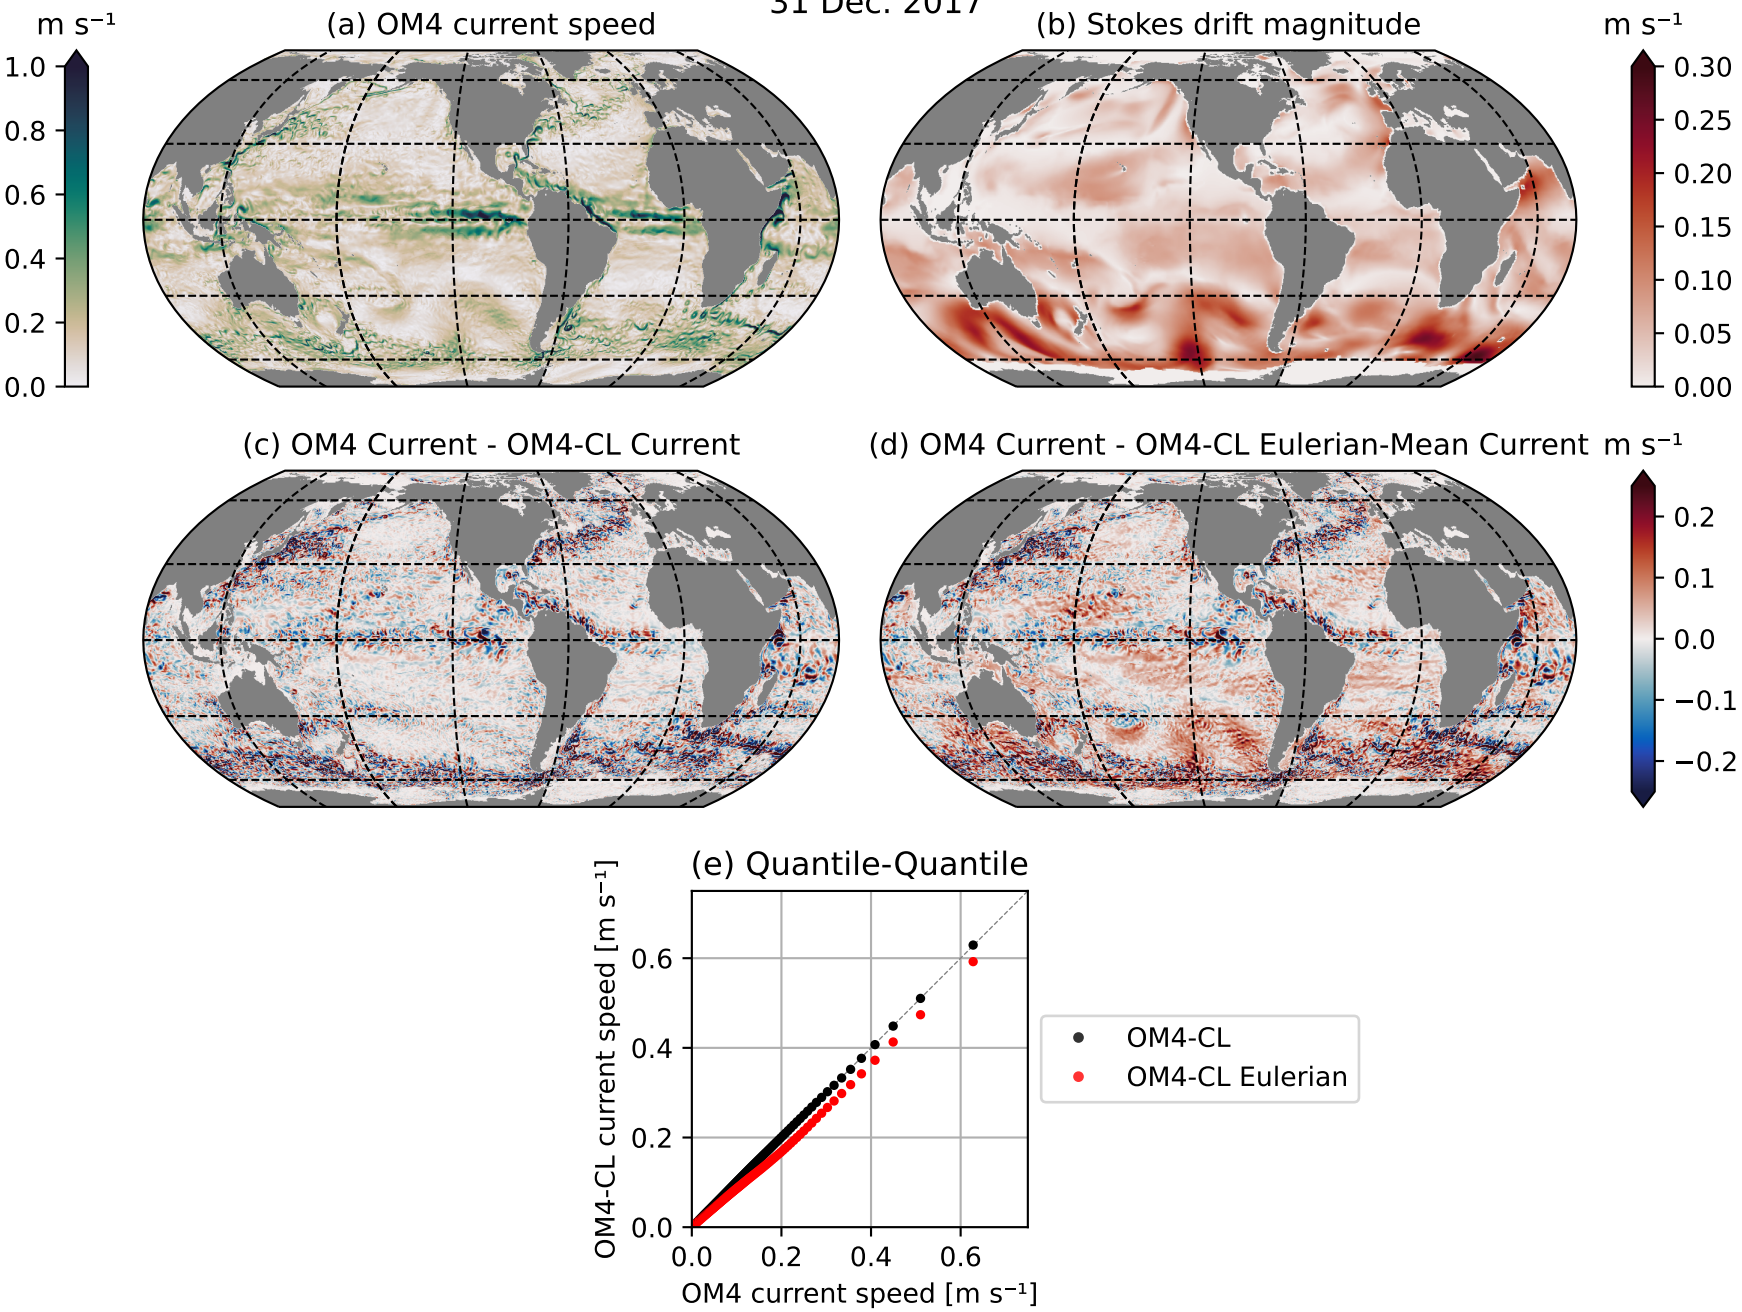 31 Dec. 2017
m s⁻¹
(a) OM4 current speed
(b) Stokes drift magnitude
m s⁻¹
1.0
0.8
0.6
0.4
0.2
0.0
0.30
0.25
0.20
0.15
0.10
0.05
0.00
(c) OM4 Current - OM4-CL Current
(d) OM4 Current - OM4-CL Eulerian-Mean Current
m s⁻¹
0.2
0.1
0.0
−0.1
−0.2
(e) Quantile-Quantile
OM4-CL current speed [m s⁻¹]
0.6
0.4
0.2
0.0
0.0 0.2 0.4 0.6
OM4 current speed [m s⁻¹]
OM4-CL
OM4-CL Eulerian